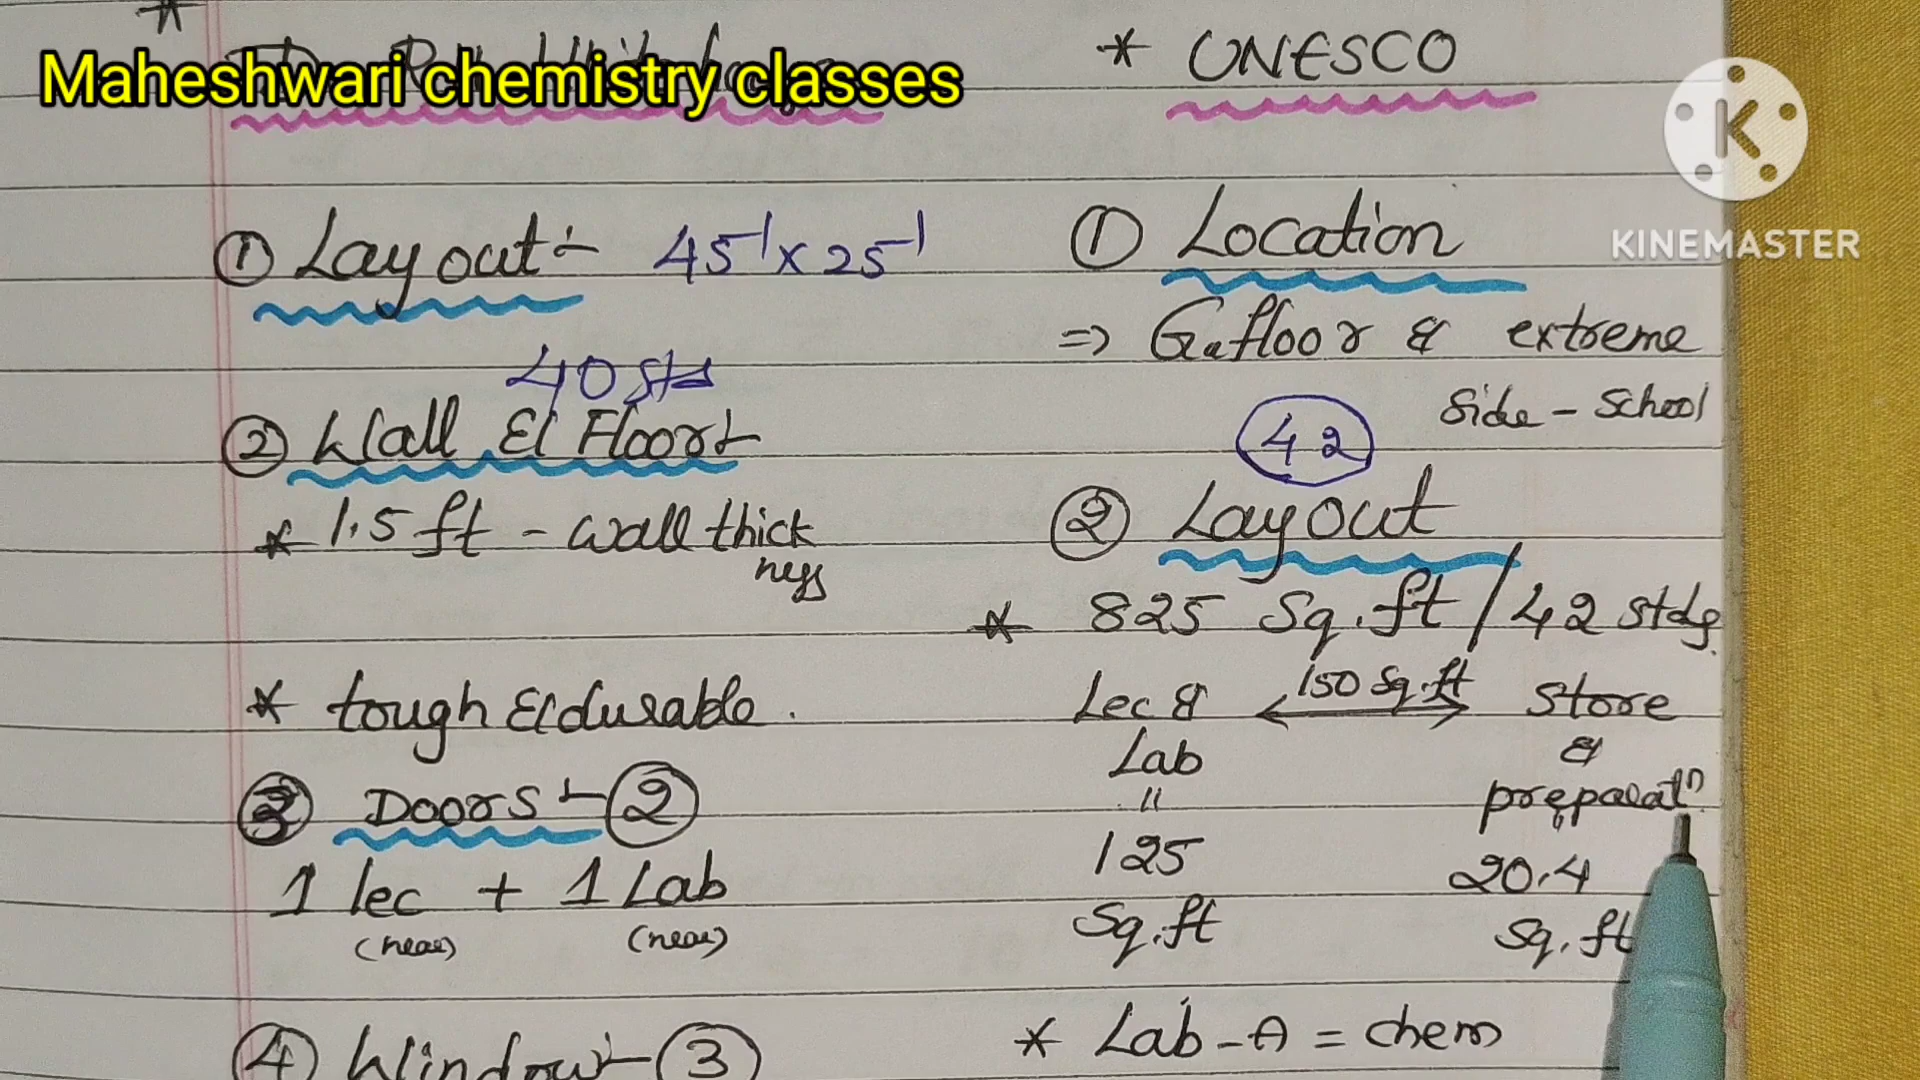 Maheshwari chemistry classes
① Layout:- 45' x 25'
40 sts
② Wall & Floor:-
* 1.5 ft - wall thick
ness
* tough & durable.
③ Doors:- ②
1 lec + 1 Lab
(near) (near)
④ Window:- ③
* UNESCO
① Location
=> G. floor & extreme
side - school
42
② Layout
* 825 Sq.ft / 42 stds.
Lec & 150 sq.ft Store
Lab &
" preparatn.
125 "
Sq.ft 20.4
sq. ft
* Lab - A = chem
KINEMASTER